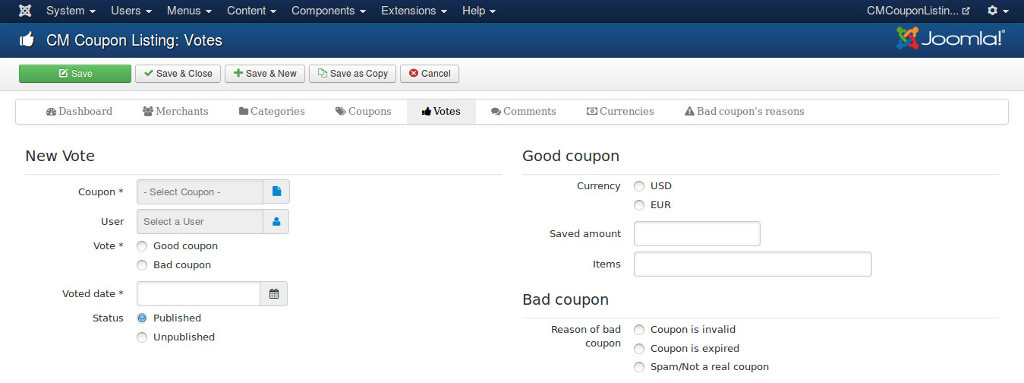 System Users Menus Content Components Extensions Help CMCouponListin...
CM Coupon Listing: Votes
Joomla!
Save Save & Close Save & New Save as Copy Cancel
Dashboard Merchants Categories Coupons Votes Comments Currencies Bad coupon's reasons
New Vote
Coupon * - Select Coupon -
User Select a User
Vote * Good coupon
Bad coupon
Voted date *
Status Published
Unpublished
Good coupon
Currency USD
EUR
Saved amount
Items
Bad coupon
Reason of bad coupon Coupon is invalid
Coupon is expired
Spam/Not a real coupon